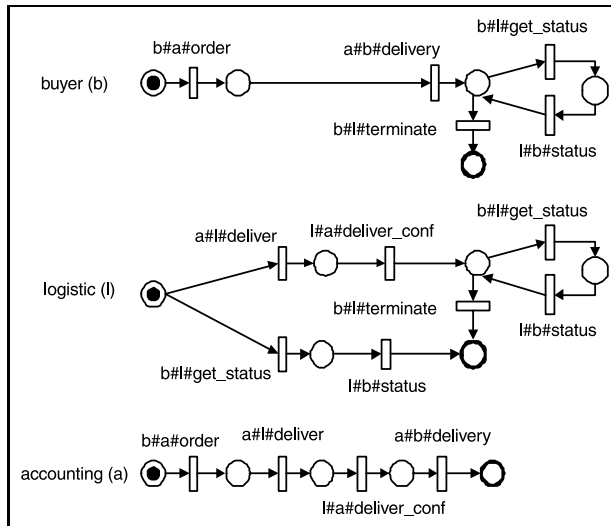 b#l#get_status
b#a#order
a#b#delivery
buyer (b)
b#l#terminate
l#b#status
b#l#get_status
a#l#deliver
l#a#deliver_conf
logistic (l)
b#l#terminate
l#b#status
b#l#get_status
l#b#status
b#a#order
a#l#deliver
a#b#delivery
accounting (a)
l#a#deliver_conf